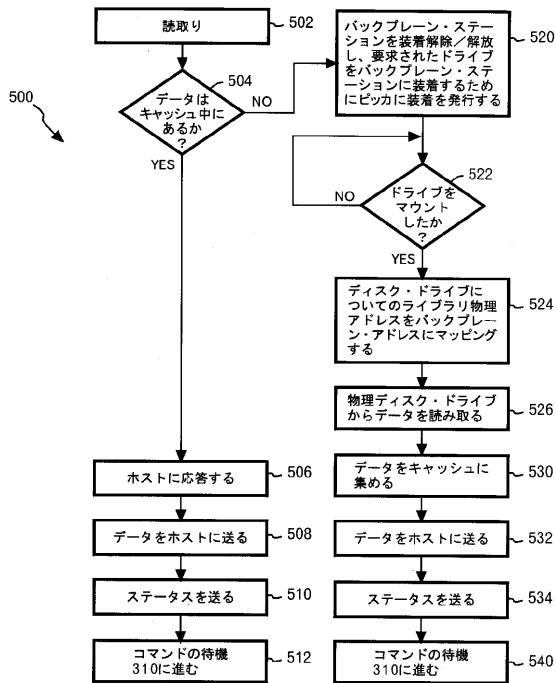 500
読取り
502
データは
キャッシュ中に
あるか
?
504
NO
YES
ホストに応答する
506
データをホストに送る
508
ステータスを送る
510
コマンドの待機
310に進む
512
バックプレーン・ステー
ションを装着解除/解放
し、要求されたドライブ
をバックプレーン・ステ
ーションに装着するため
にピッカに装着を発行する
520
ドライブを
マウント
したか
?
522
NO
YES
ディスク・ドライブに
ついてのライブラリ物理
アドレスをバックプレー
ン・アドレスにマッピング
する
524
物理ディスク・ドライブ
からデータを読み取る
526
データをキャッシュに
集める
530
データをホストに送る
532
ステータスを送る
534
コマンドの待機
310に進む
540